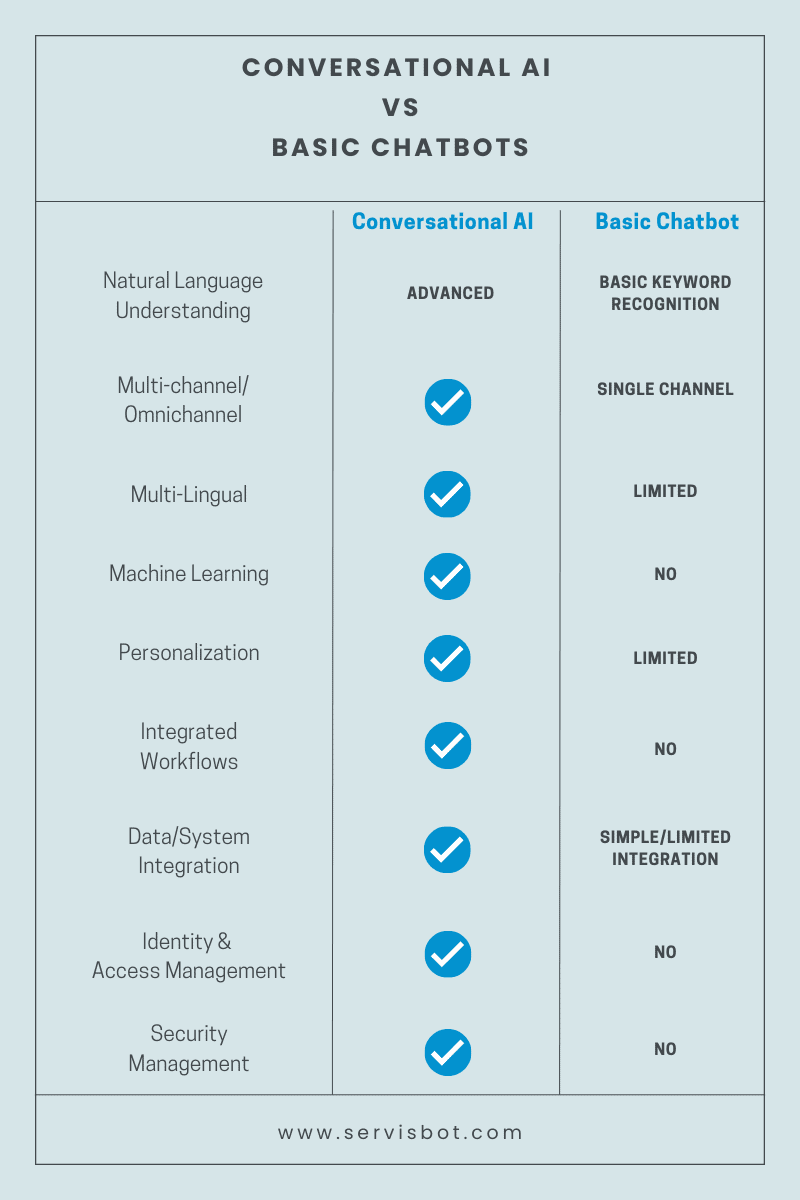 CONVERSATIONAL AI
VS
BASIC CHATBOTS
Conversational AI
Basic Chatbot
Natural Language
Understanding
ADVANCED
BASIC KEYWORD
RECOGNITION
Multi-channel/
Omnichannel
SINGLE CHANNEL
Multi-Lingual
LIMITED
Machine Learning
NO
Personalization
LIMITED
Integrated
Workflows
NO
Data/System
Integration
SIMPLE/LIMITED
INTEGRATION
Identity &
Access Management
NO
Security
Management
NO
www.servisbot.com